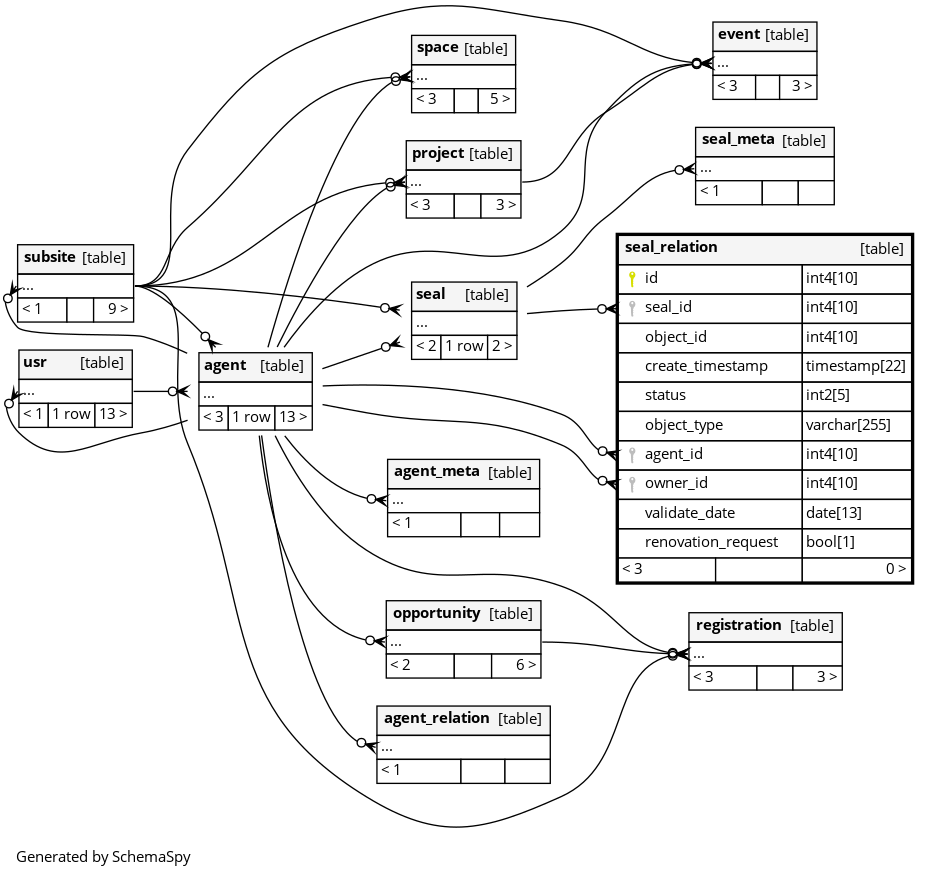 space [table]
...
< 3 5 >
event [table]
...
< 3 3 >
project [table]
...
< 3 3 >
seal_meta [table]
...
< 1
subsite [table]
...
< 1 9 >
seal [table]
...
< 2 1 row 2 >
seal_relation [table]
id int4[10]
seal_id int4[10]
object_id int4[10]
create_timestamp timestamp[22]
status int2[5]
object_type varchar[255]
agent_id int4[10]
owner_id int4[10]
validate_date date[13]
renovation_request bool[1]
< 3 0 >
usr [table]
...
< 1 1 row 13 >
agent [table]
...
< 3 1 row 13 >
agent_meta [table]
...
< 1
opportunity [table]
...
< 2 6 >
registration [table]
...
< 3 3 >
agent_relation [table]
...
< 1
Generated by SchemaSpy